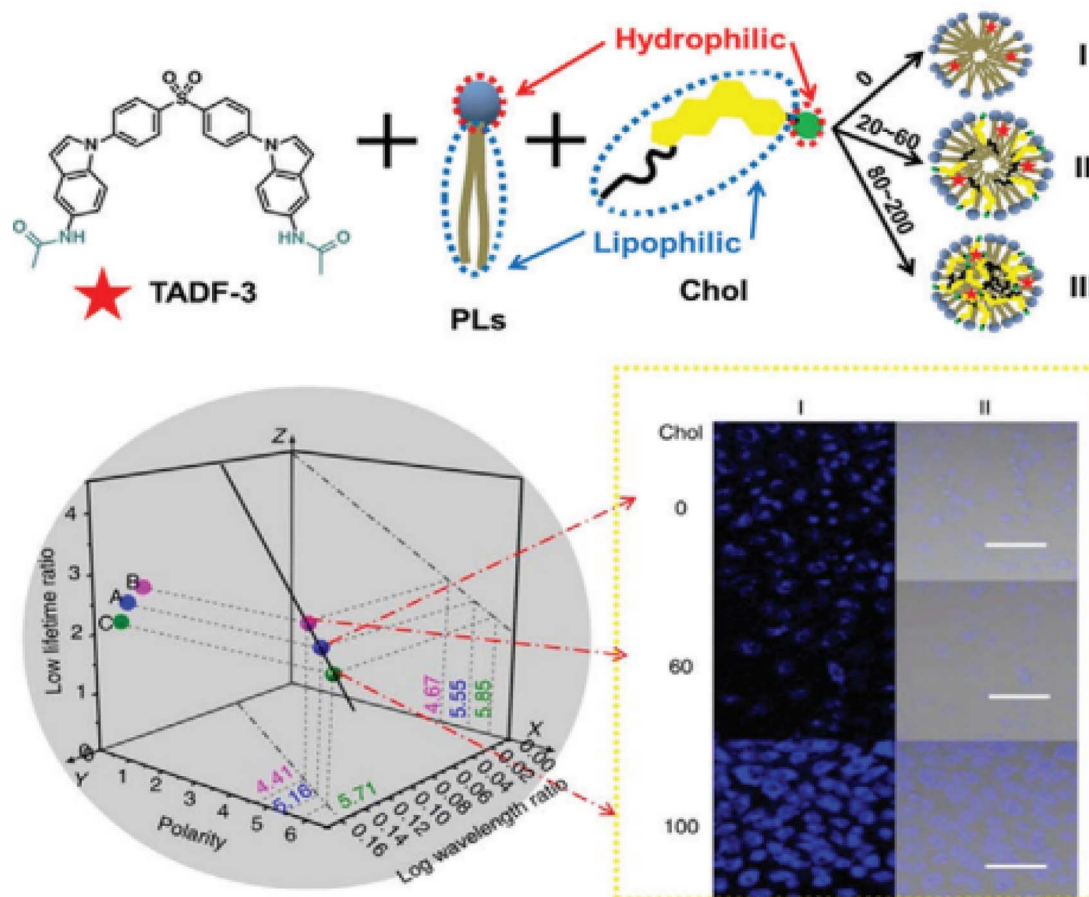 O O
S
N
N
O
NH
HN
O
TADF-3
+
PLs
+
Chol
Hydrophilic
Lipophilic
0
20~60
80~200
I
II
III
Z
4
3
2
1
0
Low lifetime ratio
B
A
C
Y
1
2
3
4
5
6
Polarity
4.67
5.55
5.85
4.41
5.16
5.71
X
0.00
0.02
0.04
0.06
0.08
0.10
0.12
0.14
0.16
Log wavelength ratio
I
II
Chol
0
60
100